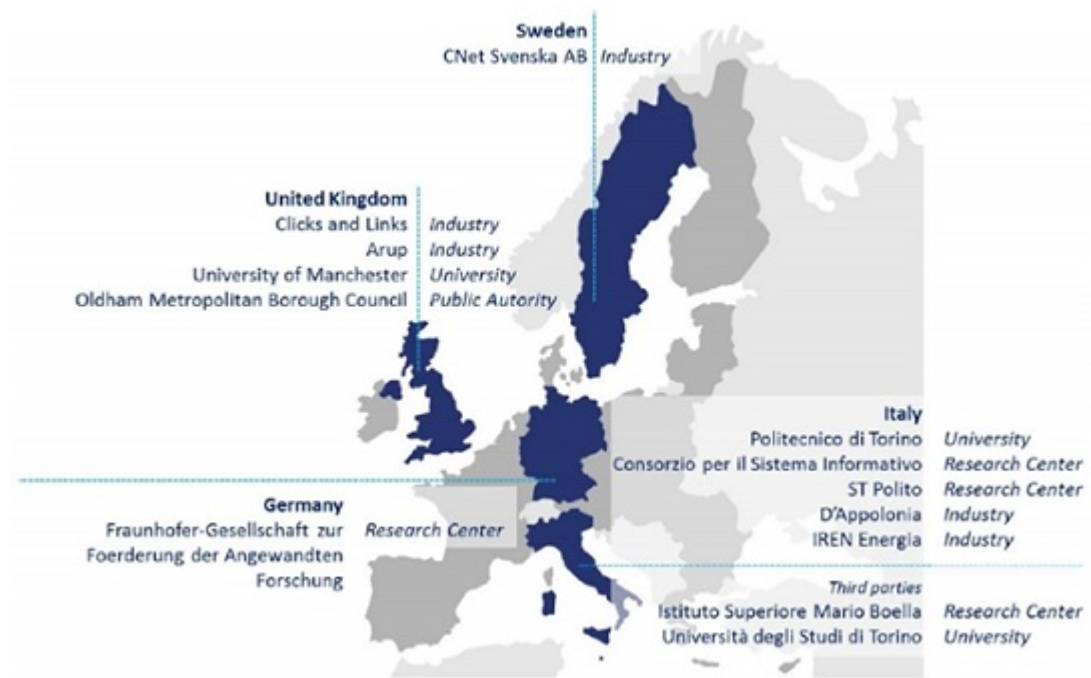 Sweden
CNet Svenska AB Industry
United Kingdom
Clicks and Links Industry
Arup Industry
University of Manchester University
Oldham Metropolitan Borough Council Public Autority
Italy
Politecnico di Torino University
Consorzio per il Sistema Informativo Research Center
ST Polito Research Center
D'Appolonia Industry
IREN Energia Industry
Third parties
Istituto Superiore Mario Boella Research Center
Università degli Studi di Torino University
Germany
Fraunhofer-Gesellschaft zur Research Center
Foerderung der Angewandten
Forschung